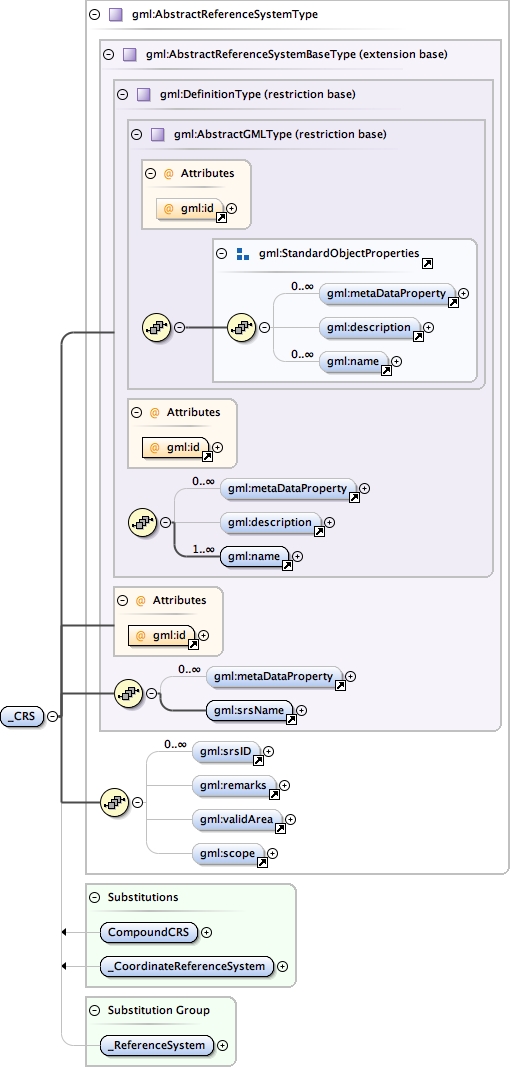 gml:AbstractReferenceSystemType
gml:AbstractReferenceSystemBaseType (extension base)
gml:DefinitionType (restriction base)
gml:AbstractGMLType (restriction base)
@ Attributes
@ gml:id
gml:StandardObjectProperties
0..∞
gml:metaDataProperty
gml:description
0..∞
gml:name
@ Attributes
@ gml:id
0..∞
gml:metaDataProperty
gml:description
1..∞
gml:name
@ Attributes
@ gml:id
0..∞
gml:metaDataProperty
gml:srsName
_CRS
0..∞
gml:srsID
gml:remarks
gml:validArea
gml:scope
Substitutions
CompoundCRS
_CoordinateReferenceSystem
Substitution Group
_ReferenceSystem